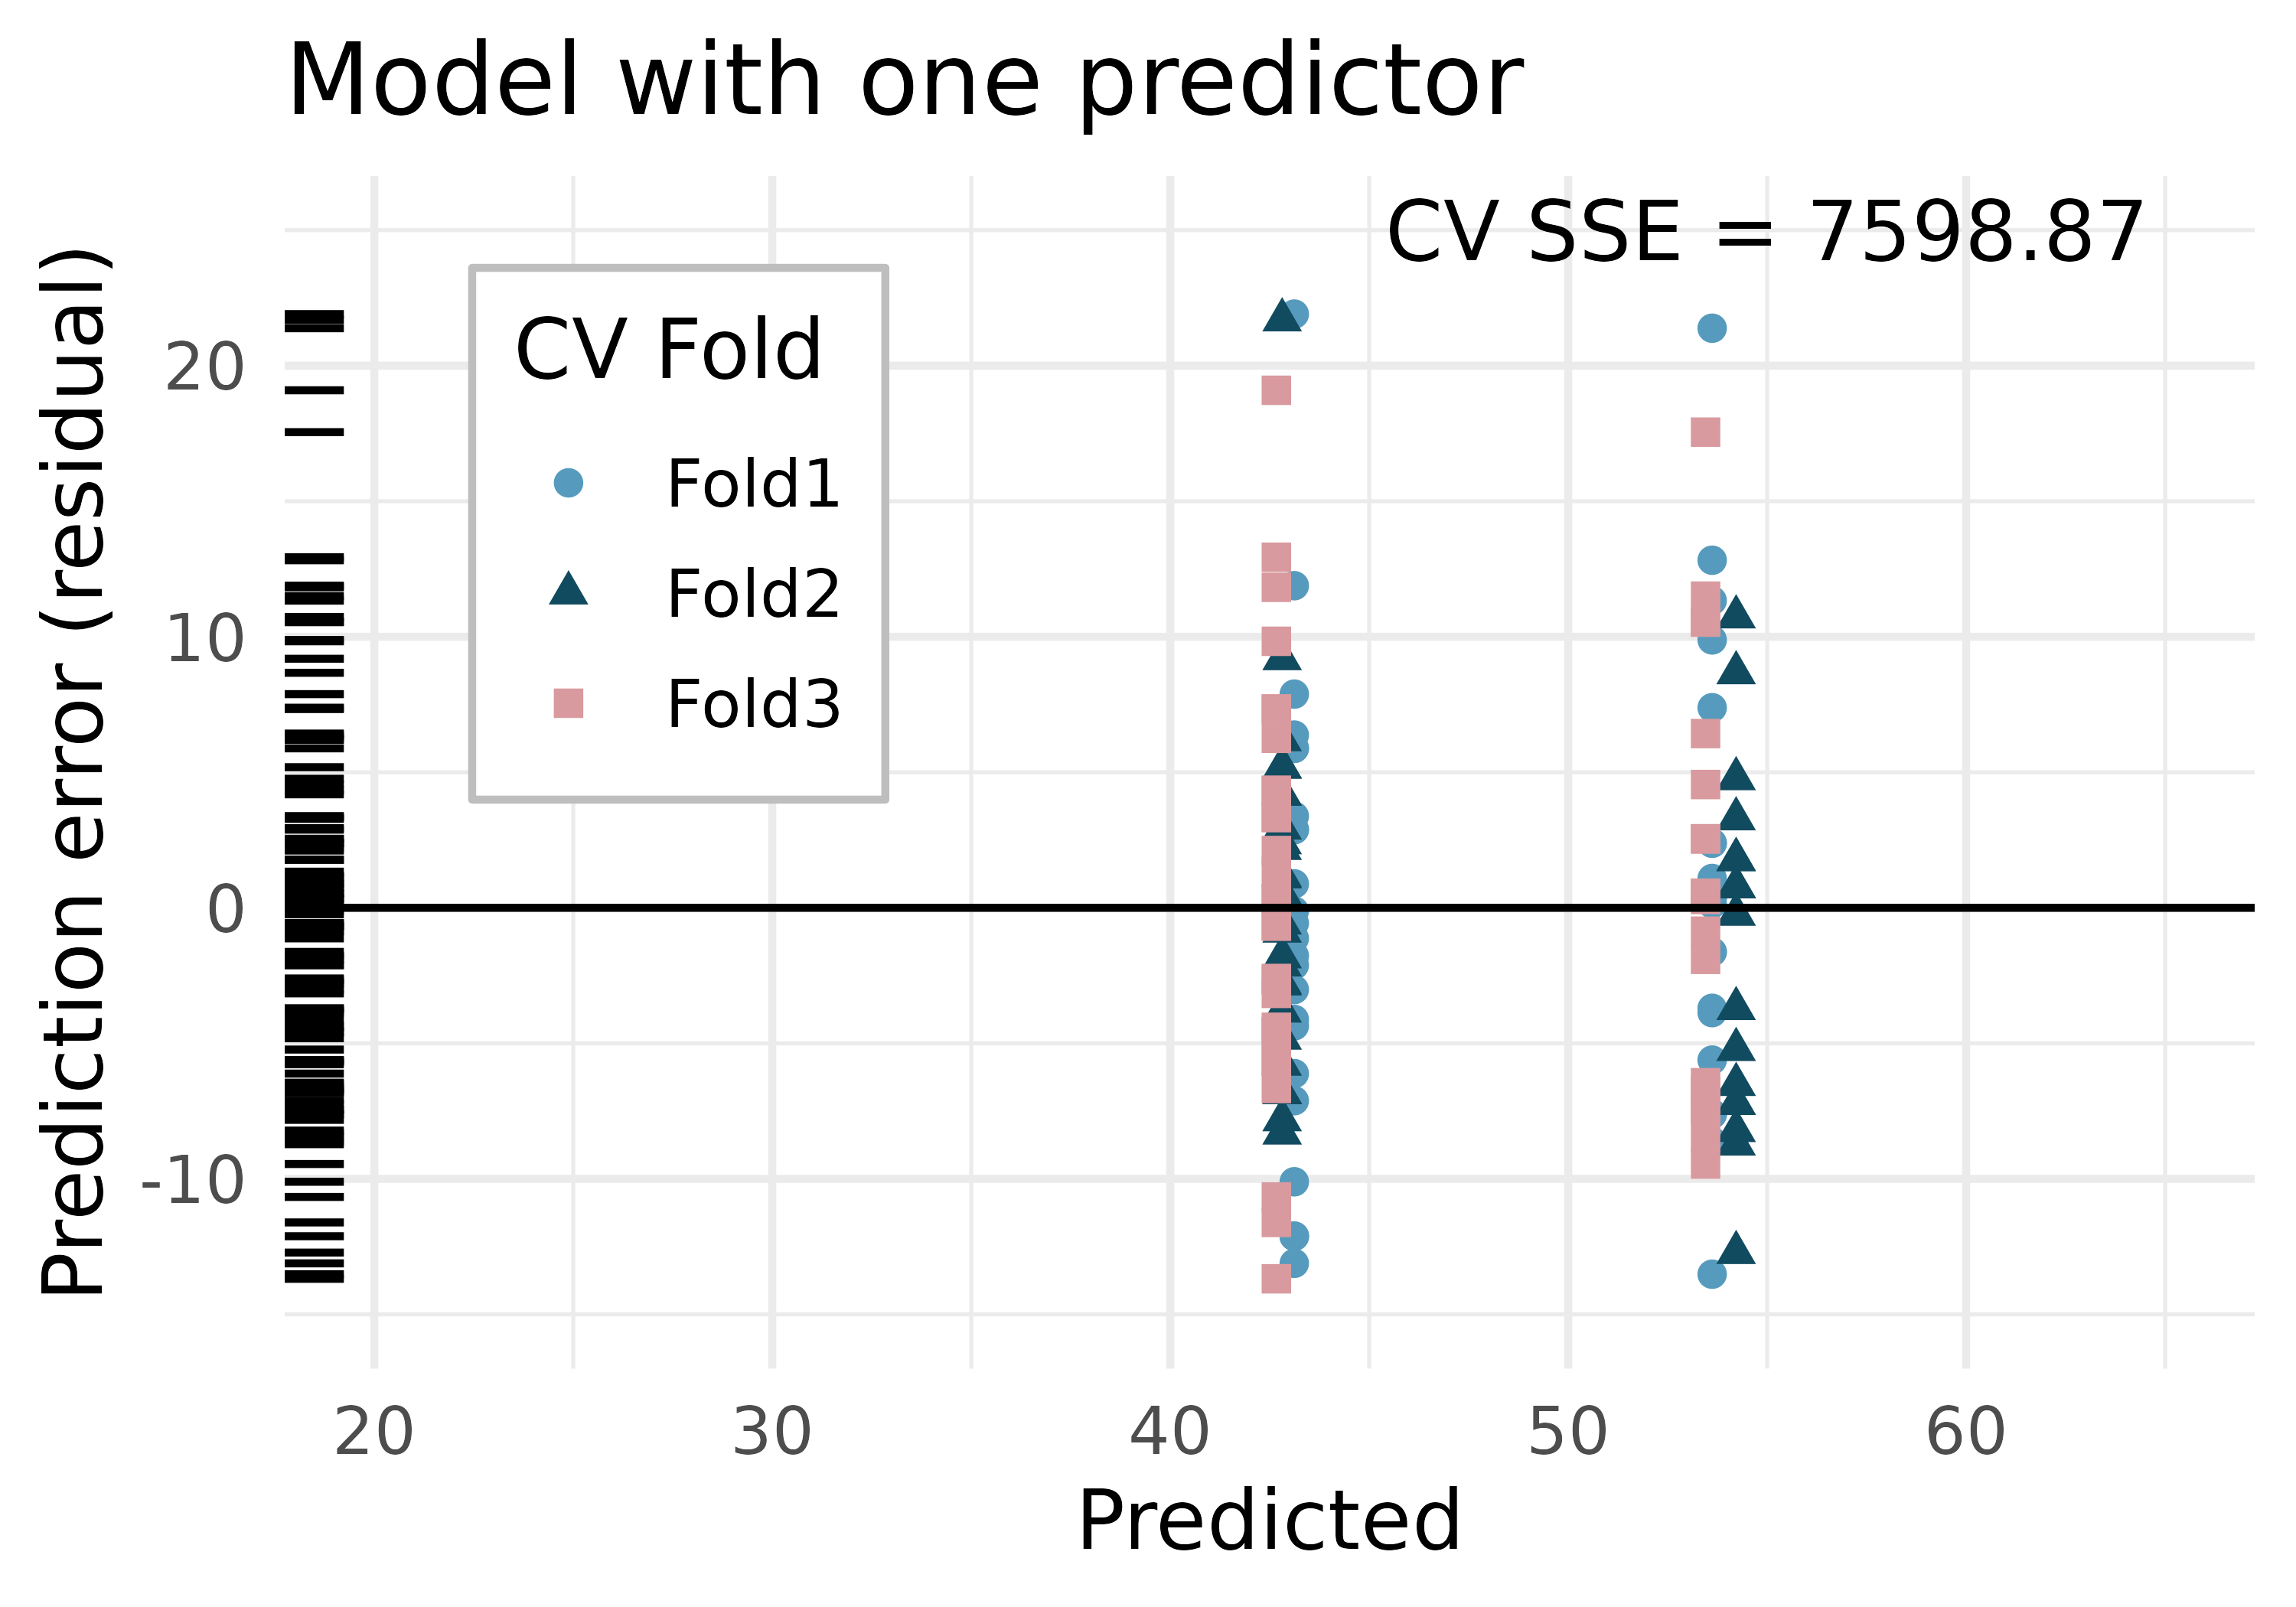 Model with one predictor
CV SSE = 7598.87
CV Fold
Fold1
Fold2
Fold3
Prediction error (residual)
20
10
0
-10
20 30 40 50 60
Predicted